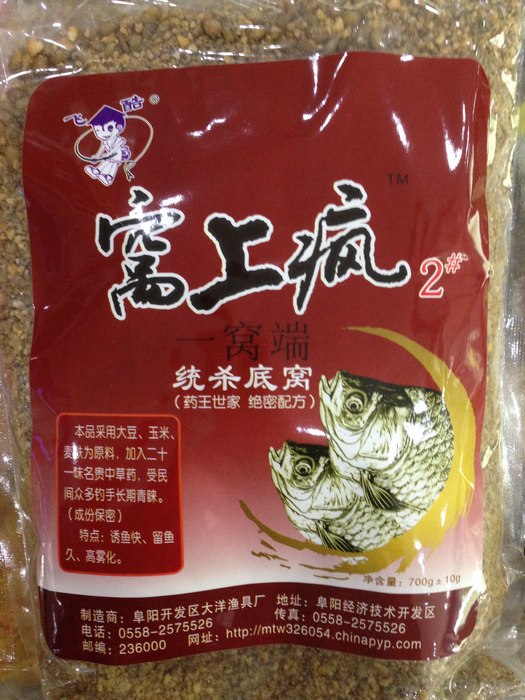 飞酷®
窝上疯™
2#
一窝端
统杀底窝
（药王世家 绝密配方）
本品采用大豆、玉米、
麦麸为原料，加入二十
一味名贵中草药，受民
间众多钓手长期青睐。
（成份保密）
特点：诱鱼快、留鱼
久、高雾化。
净含量：700g±10g
制造商：阜阳开发区大洋渔具厂 地址：阜阳经济技术开发区
电话：0558-2575526 传真：0558-2575526
邮编：236000 网址：http://mtw326054.chinapyp.com